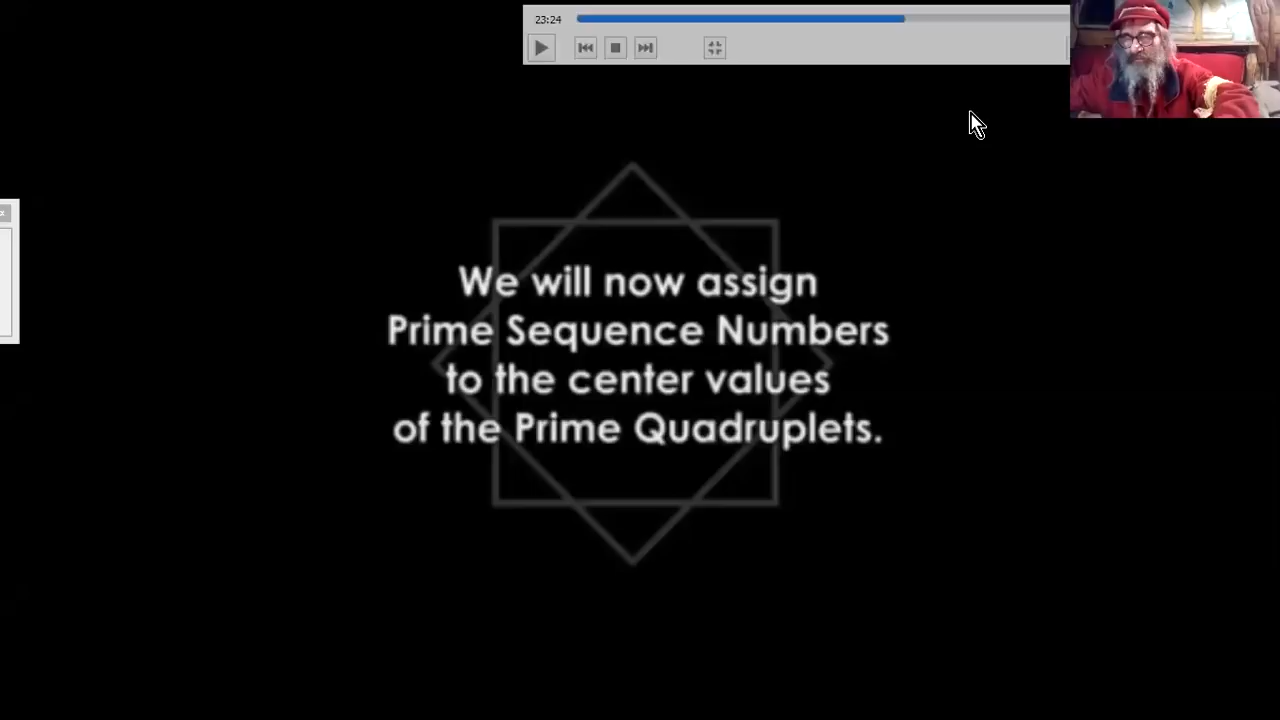 23:24
We will now assign
Prime Sequence Numbers
to the center values
of the Prime Quadruplets.